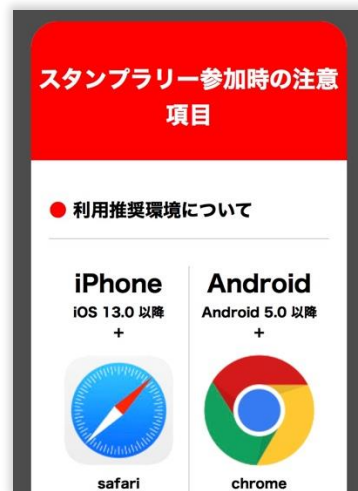 スタンプラリー参加時の注意
項目
利用推奨環境について
iPhone
iOS 13.0 以降
+
safari
Android
Android 5.0 以降
+
chrome